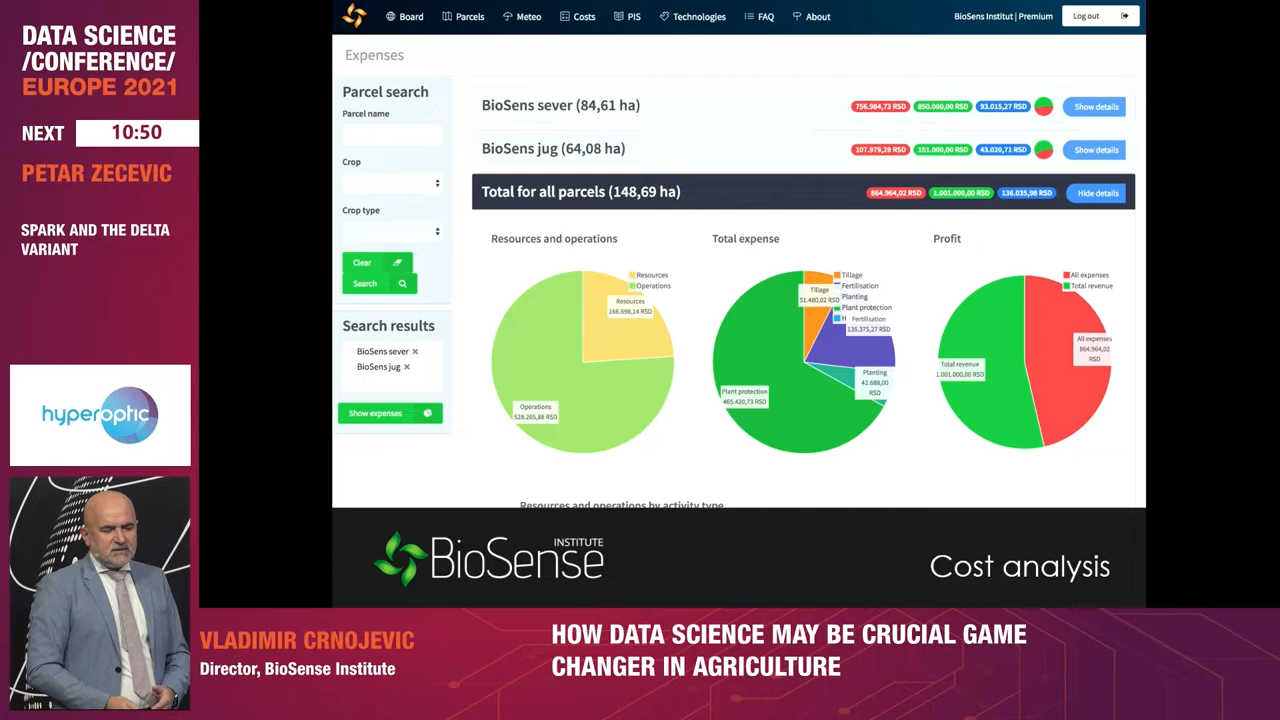 DATA SCIENCE
/CONFERENCE/
EUROPE 2021
NEXT 10:50
PETAR ZECEVIC
SPARK AND THE DELTA
VARIANT
hyperoptic
Board Parcels Meteo Costs PIS Technologies FAQ About BioSens Institut | Premium Log out
Expenses
Parcel search
Parcel name
Crop
Crop type
Clear
Search
Search results
BioSens sever ×
BioSens jug ×
Show expenses
BioSens sever (84,61 ha) 756.984,73 RSD 850.000,00 RSD 93.015,27 RSD Show details
BioSens jug (64,08 ha) 107.979,29 RSD 151.000,00 RSD 43.020,71 RSD Show details
Total for all parcels (148,69 ha) 864.964,02 RSD 1.001.000,00 RSD 136.035,98 RSD Hide details
Resources and operations
Resources
Operations
Resources
166.698,14 RSD
Operations
528.265,88 RSD
Total expense
Tillage
Fertilisation
Planting
Plant protection
H
Tillage
51.480,02 RSD
Fertilisation
135.375,27 RSD
Planting
42.688,00
RSD
Plant protection
465.420,73 RSD
Profit
All expenses
Total revenue
All expenses
864.964,02
RSD
Total revenue
1.001.000,00 RSD
Resources and operations by activity type
BioSense
INSTITUTE
Cost analysis
VLADIMIR CRNOJEVIC
Director, BioSense Institute
HOW DATA SCIENCE MAY BE CRUCIAL GAME
CHANGER IN AGRICULTURE